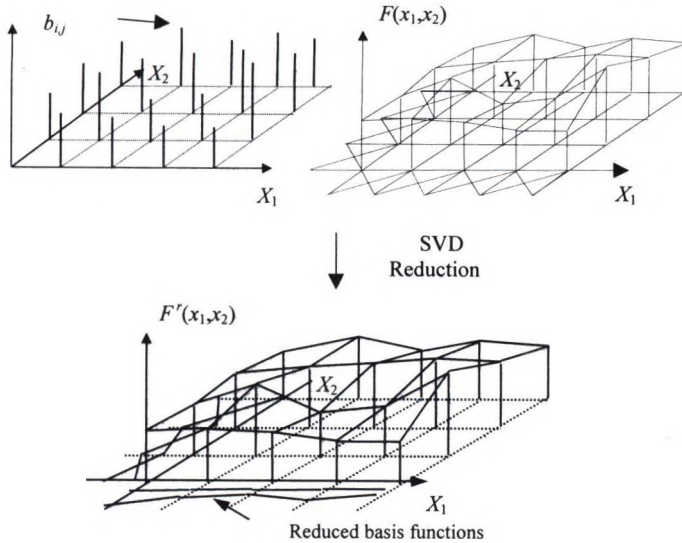 b_{i,j}
X_2
X_1
F(x_1,x_2)
X_2
X_1
SVD
Reduction
F^r(x_1,x_2)
X_2
X_1
Reduced basis functions